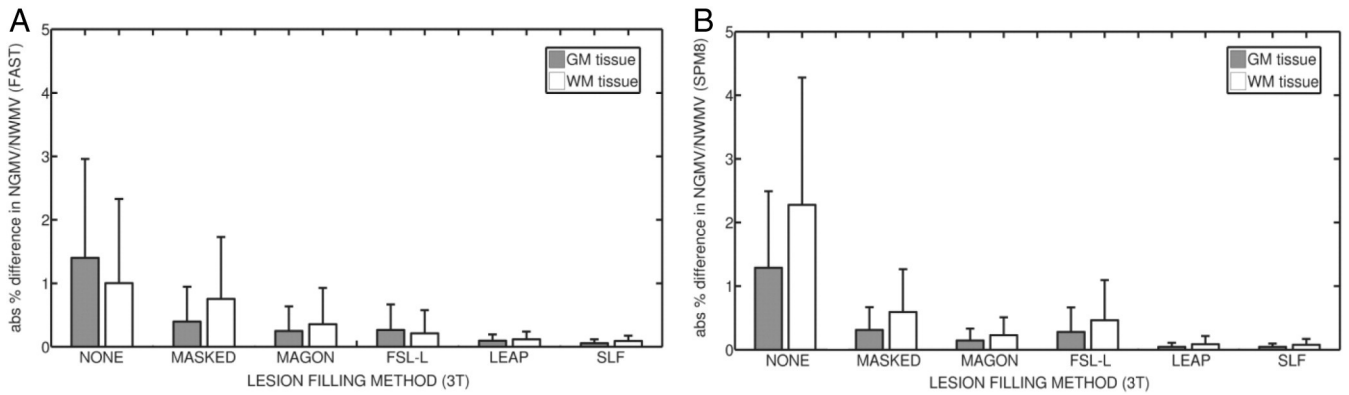 A
abs % difference in NGMV/NWMV (FAST)
5
4
3
2
1
0
GM tissue
WM tissue
NONE MASKED MAGON FSL-L LEAP SLF
LESION FILLING METHOD (3T)
B
abs % difference in NGMV/NWMV (SPM8)
5
4
3
2
1
0
GM tissue
WM tissue
NONE MASKED MAGON FSL-L LEAP SLF
LESION FILLING METHOD (3T)